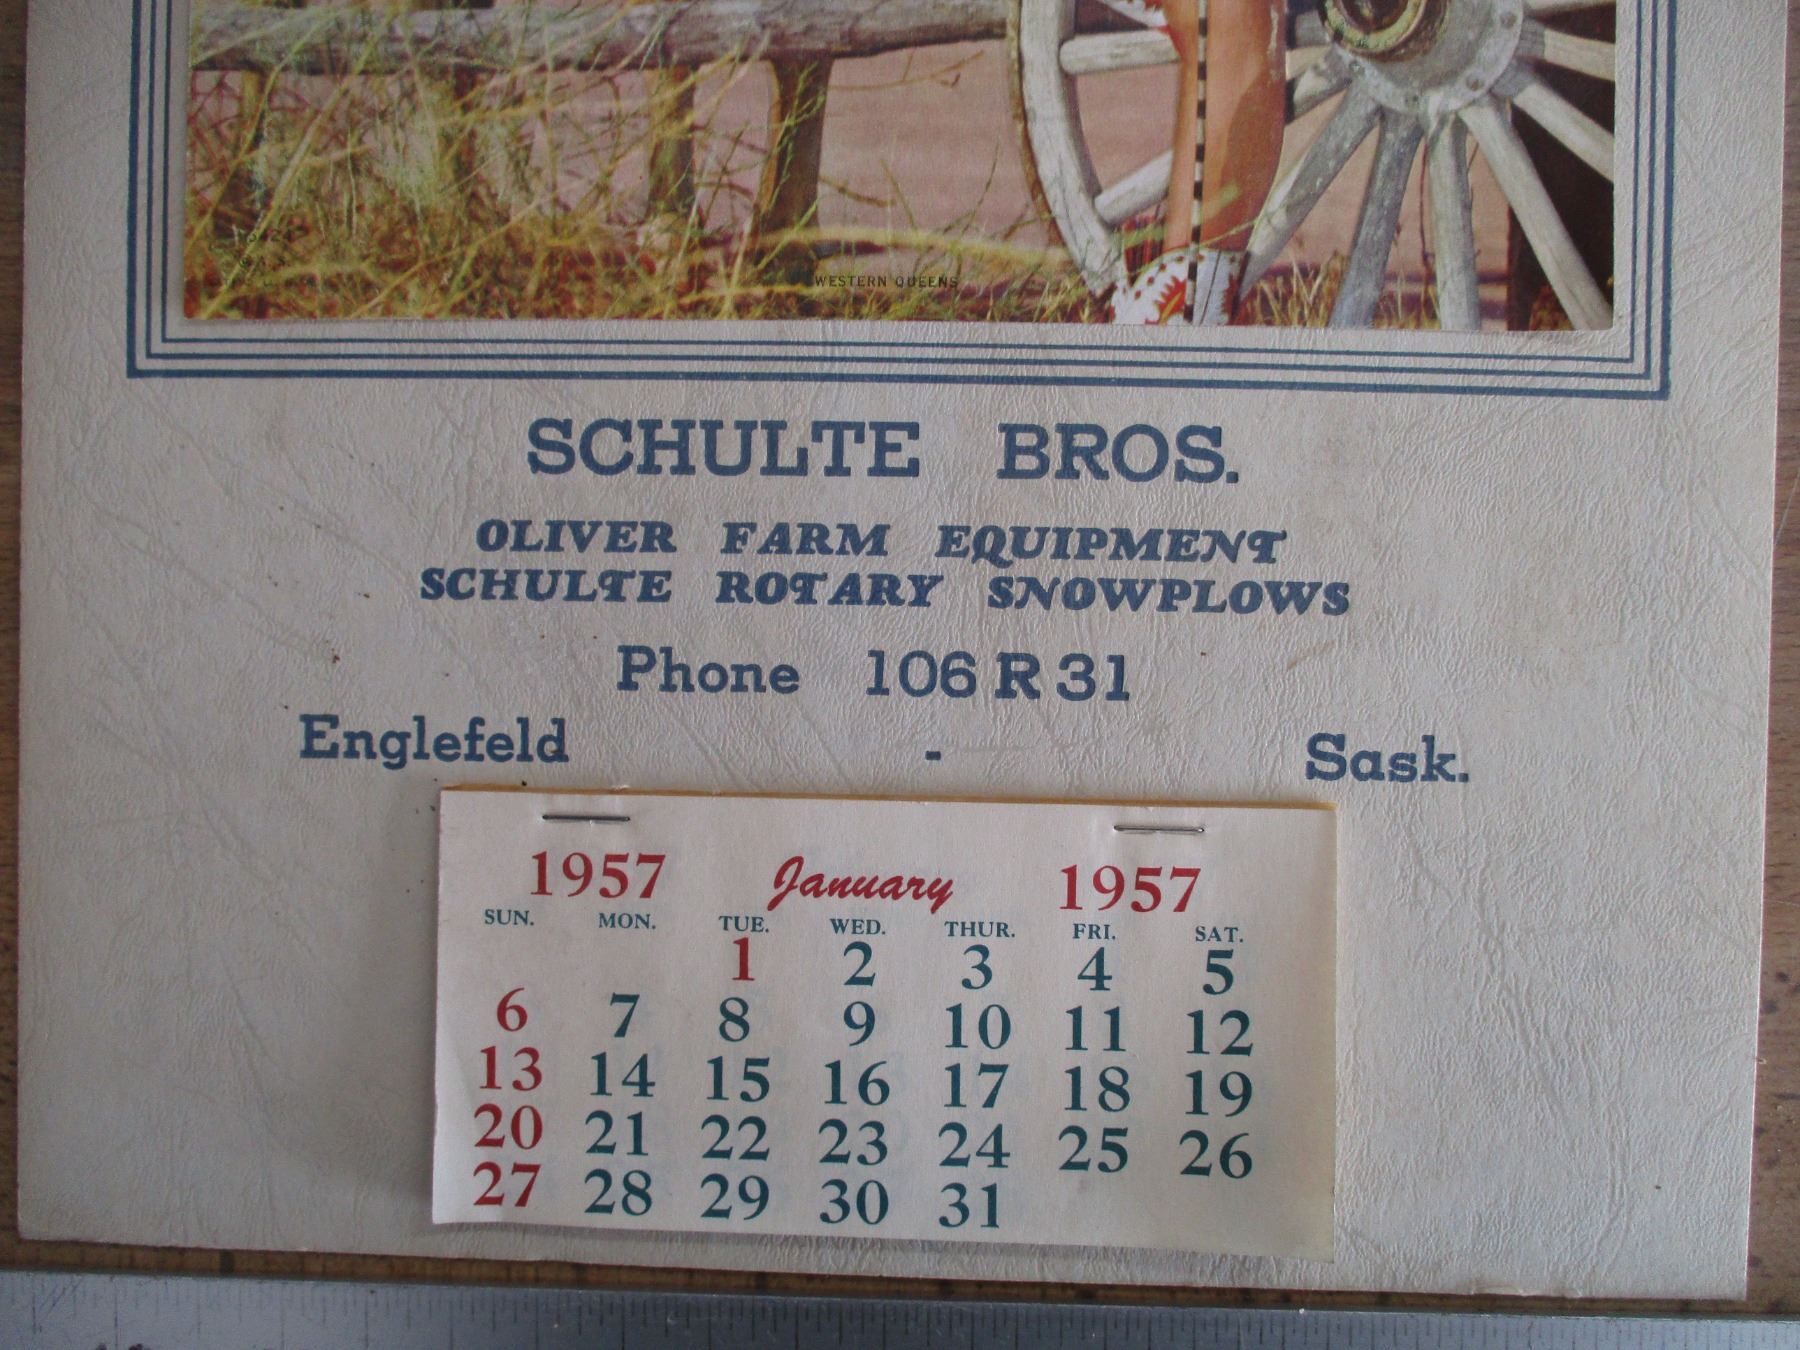 WESTERN QUEENS
SCHULTE BROS.
OLIVER FARM EQUIPMENT
SCHULTE ROTARY SNOWPLOWS
Phone 106 R 31
Englefeld - Sask.
1957 January 1957
SUN. MON. TUE. WED. THUR. FRI. SAT.
1 2 3 4 5
6 7 8 9 10 11 12
13 14 15 16 17 18 19
20 21 22 23 24 25 26
27 28 29 30 31